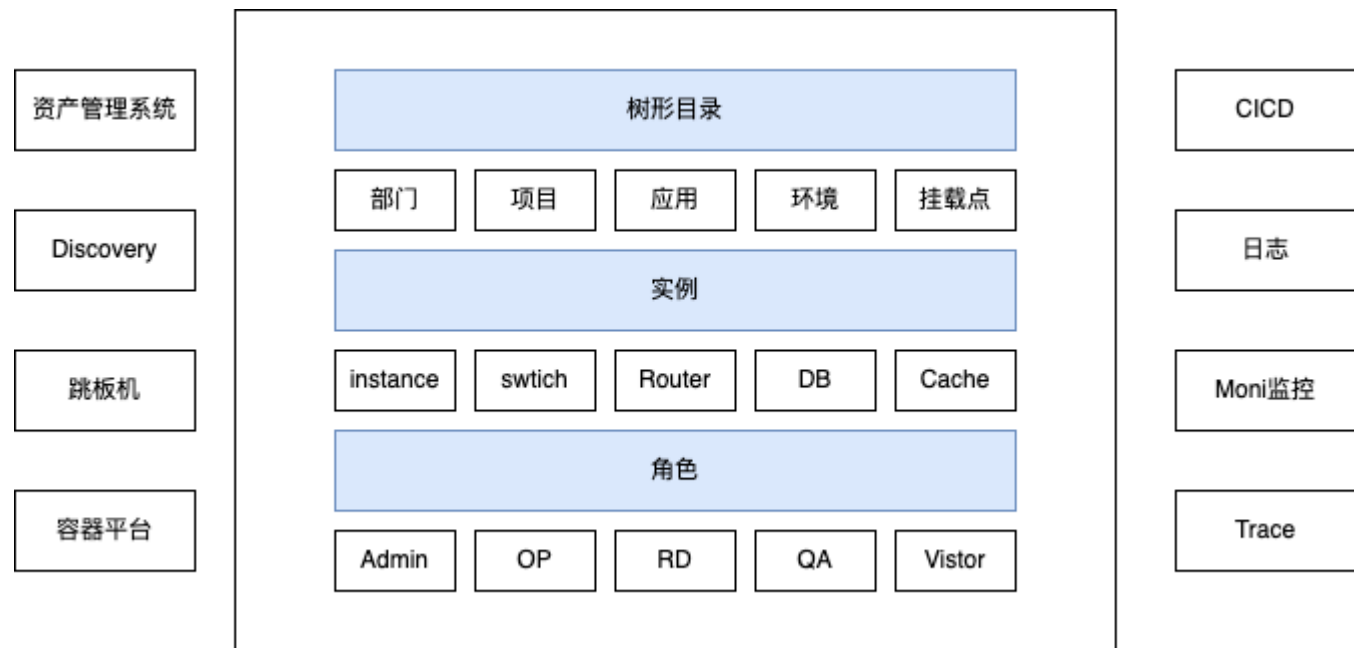 资产管理系统
Discovery
跳板机
容器平台
树形目录
部门
项目
应用
环境
挂载点
实例
instance
swtich
Router
DB
Cache
角色
Admin
OP
RD
QA
Vistor
CICD
日志
Moni监控
Trace